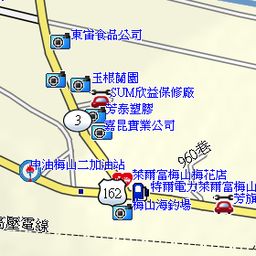 東宙食品公司
玉根蘭園
SUM欣益保修廠
芳泰塑膠
3
嘉昆實業公司
960巷
中油梅山二加油站
萊爾富梅山梅花店
162
特爾電力萊爾富梅山
梅山海釣場
芳旗
高壓電線